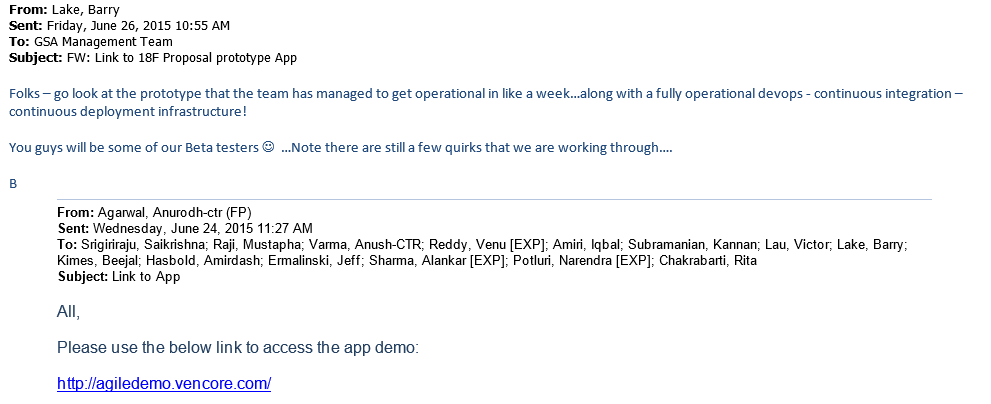 From: Lake, Barry
Sent: Friday, June 26, 2015 10:55 AM
To: GSA Management Team
Subject: FW: Link to 18F Proposal prototype App
Folks – go look at the prototype that the team has managed to get operational in like a week...along with a fully operational devops - continuous integration –
continuous deployment infrastructure!
You guys will be some of our Beta testers ☺ ...Note there are still a few quirks that we are working through....
B
From: Agarwal, Anurodh-ctr (FP)
Sent: Wednesday, June 24, 2015 11:27 AM
To: Srigiriraju, Saikrishna; Raji, Mustapha; Varma, Anush-CTR; Reddy, Venu [EXP]; Amiri, Iqbal; Subramanian, Kannan; Lau, Victor; Lake, Barry;
Kimes, Beejal; Hasbold, Amirdash; Ermalinski, Jeff; Sharma, Alankar [EXP]; Potluri, Narendra [EXP]; Chakrabarti, Rita
Subject: Link to App
All,
Please use the below link to access the app demo:
http://agiledemo.vencore.com/